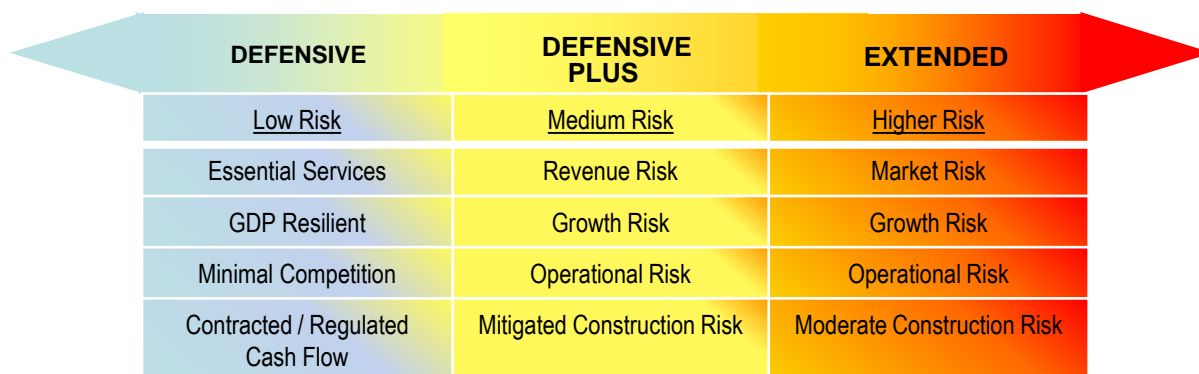 DEFENSIVE
DEFENSIVE
PLUS
EXTENDED
Low Risk
Medium Risk
Higher Risk
Essential Services
Revenue Risk
Market Risk
GDP Resilient
Growth Risk
Growth Risk
Minimal Competition
Operational Risk
Operational Risk
Contracted / Regulated
Cash Flow
Mitigated Construction Risk
Moderate Construction Risk